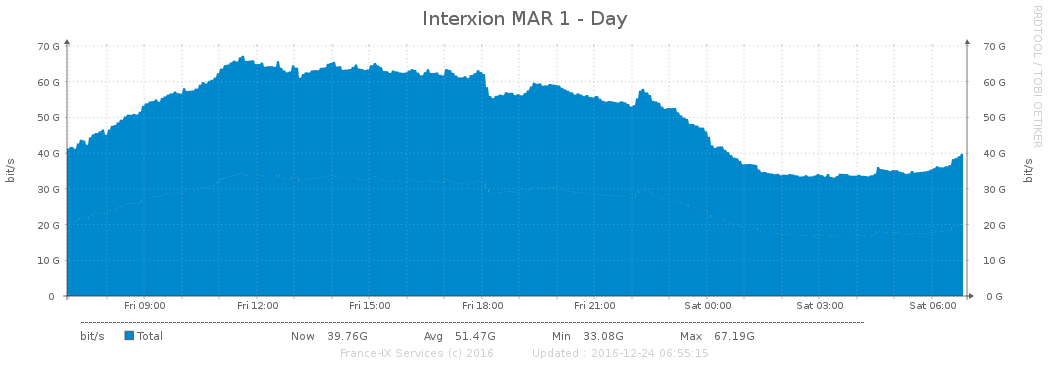 Interxion MAR 1 - Day
RRDTOOL / TOBI OETIKER
bit/s
bit/s
70 G 70 G
60 G 60 G
50 G 50 G
40 G 40 G
30 G 30 G
20 G 20 G
10 G 10 G
0 0 G
Fri 09:00 Fri 12:00 Fri 15:00 Fri 18:00 Fri 21:00 Sat 00:00 Sat 03:00 Sat 06:00
bit/s Total Now 39.76G Avg 51.47G Min 33.08G Max 67.19G
France-IX Services (c) 2016 Updated : 2016-12-24 06:55:15